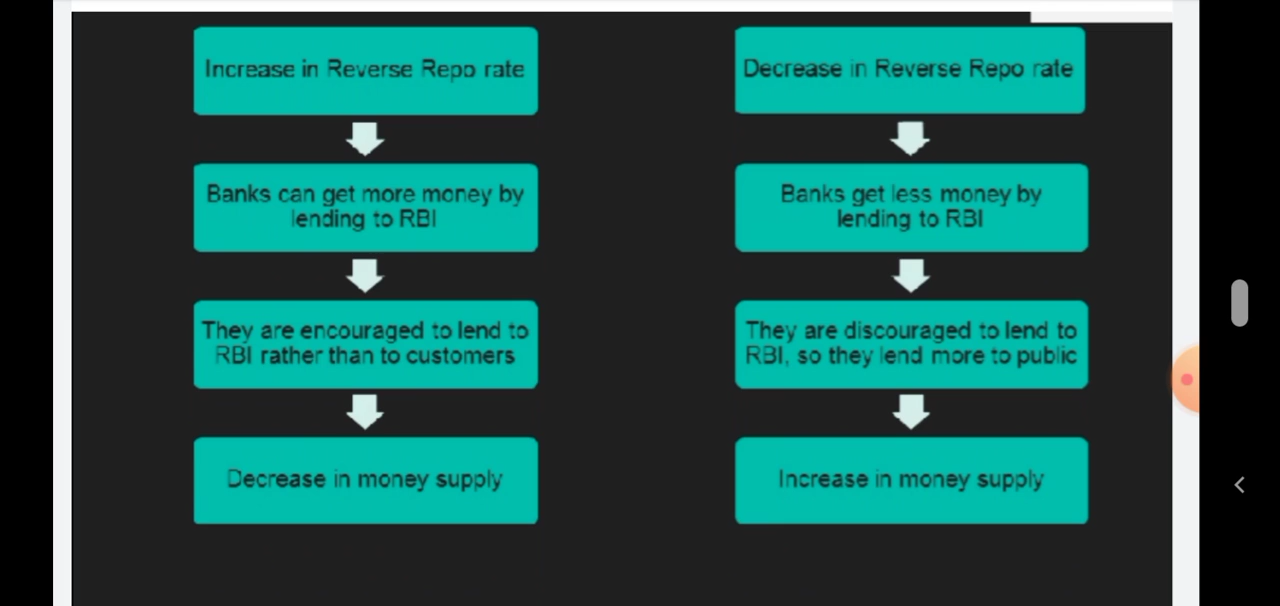 Increase in Reverse Repo rate
Banks can get more money by
lending to RBI
They are encouraged to lend to
RBI rather than to customers
Decrease in money supply
Decrease in Reverse Repo rate
Banks get less money by
lending to RBI
They are discouraged to lend to
RBI, so they lend more to public
Increase in money supply